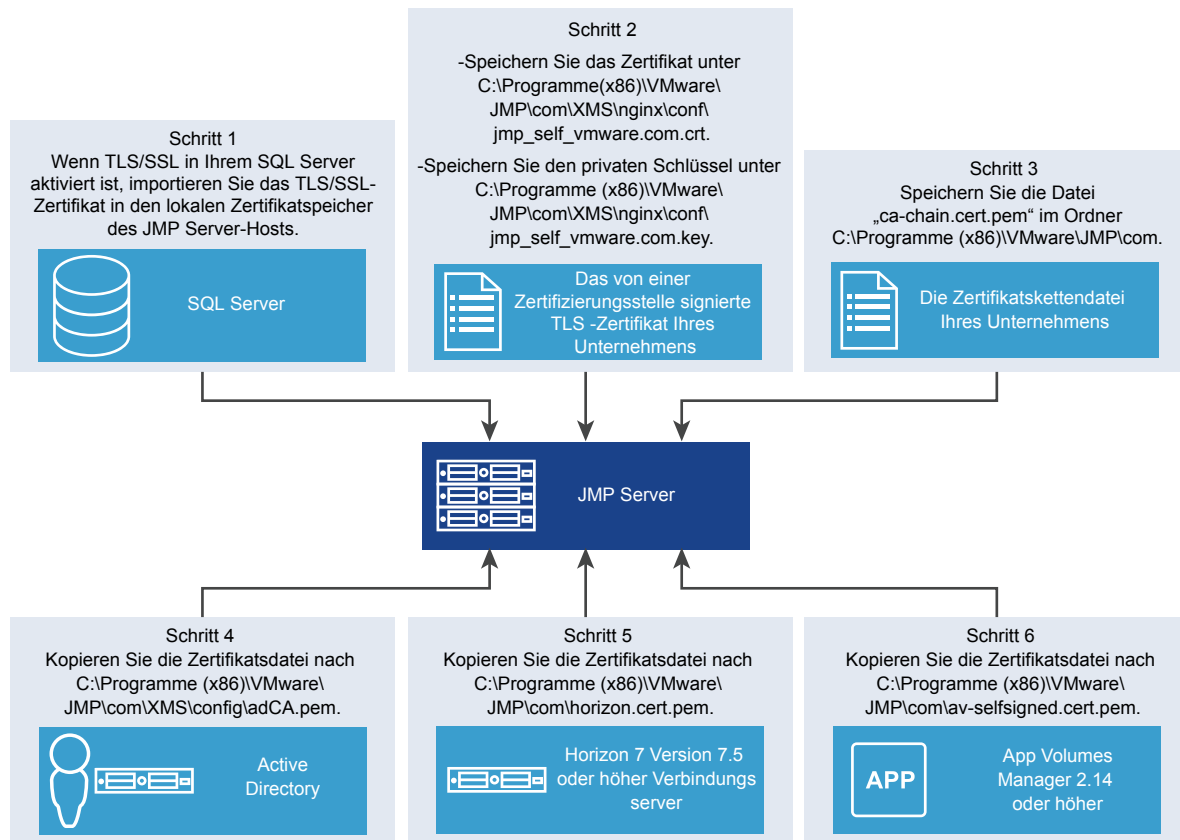 Schritt 1
Wenn TLS/SSL in Ihrem SQL Server
aktiviert ist, importieren Sie das TLS/SSL-
Zertifikat in den lokalen Zertifikatspeicher
des JMP Server-Hosts.
SQL Server
Schritt 2
-Speichern Sie das Zertifikat unter
C:\Programme(x86)\VMware\
JMP\com\XMS\nginx\conf\
jmp_self_vmware.com.crt.
-Speichern Sie den privaten Schlüssel unter
C:\Programme (x86)\VMware\
JMP\com\XMS\nginx\conf\
jmp_self_vmware.com.key.
Das von einer
Zertifizierungsstelle signierte
TLS -Zertifikat Ihres
Unternehmens
Schritt 3
Speichern Sie die Datei
„ca-chain.cert.pem“ im Ordner
C:\Programme (x86)\VMware\JMP\com.
Die Zertifikatskettendatei
Ihres Unternehmens
JMP Server
Schritt 4
Kopieren Sie die Zertifikatsdatei nach
C:\Programme (x86)\VMware\
JMP\com\XMS\config\adCA.pem.
Active
Directory
Schritt 5
Kopieren Sie die Zertifikatsdatei nach
C:\Programme (x86)\VMware\
JMP\com\horizon.cert.pem.
Horizon 7 Version 7.5
oder höher Verbindungs
server
Schritt 6
Kopieren Sie die Zertifikatsdatei nach
C:\Programme (x86)\VMware\
JMP\com\av-selfsigned.cert.pem.
APP
App Volumes
Manager 2.14
oder höher